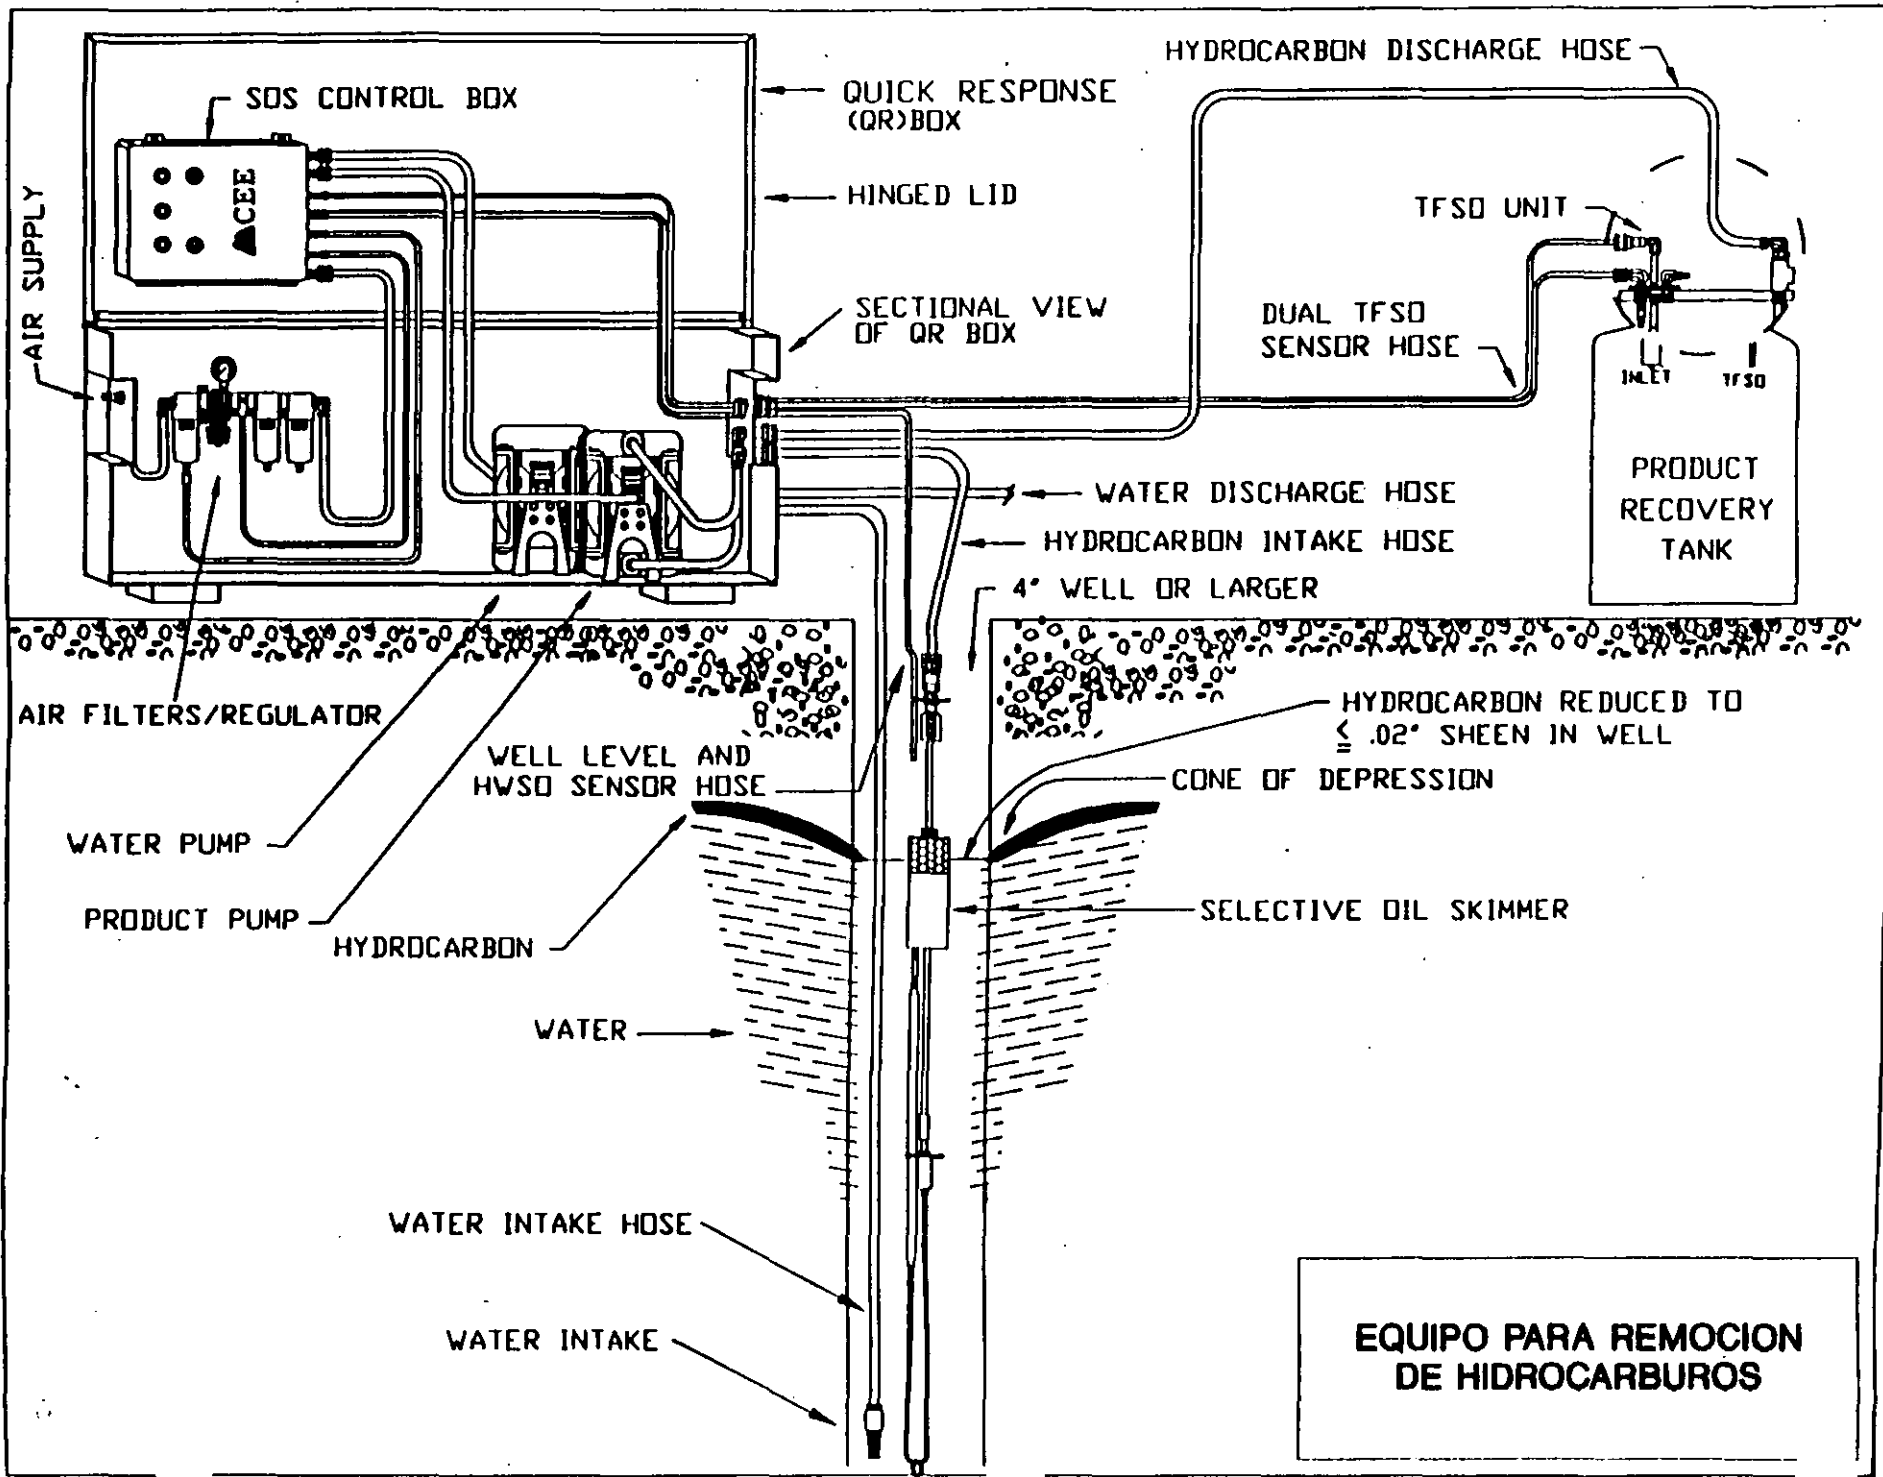 HYDROCARBON DISCHARGE HOSE
SOS CONTROL BOX
QUICK RESPONSE
(QR)BOX
ACEE
HINGED LID
AIR SUPPLY
TFSO UNIT
SECTIONAL VIEW
OF QR BOX
DUAL TFSO
SENSOR HOSE
INLET
TFSO
PRODUCT
RECOVERY
TANK
WATER DISCHARGE HOSE
HYDROCARBON INTAKE HOSE
4" WELL OR LARGER
AIR FILTERS/REGULATOR
HYDROCARBON REDUCED TO
≤ .02" SHEEN IN WELL
WELL LEVEL AND
HWSO SENSOR HOSE
CONE OF DEPRESSION
WATER PUMP
PRODUCT PUMP
SELECTIVE OIL SKIMMER
HYDROCARBON
WATER
WATER INTAKE HOSE
WATER INTAKE
EQUIPO PARA REMOCION
DE HIDROCARBUROS